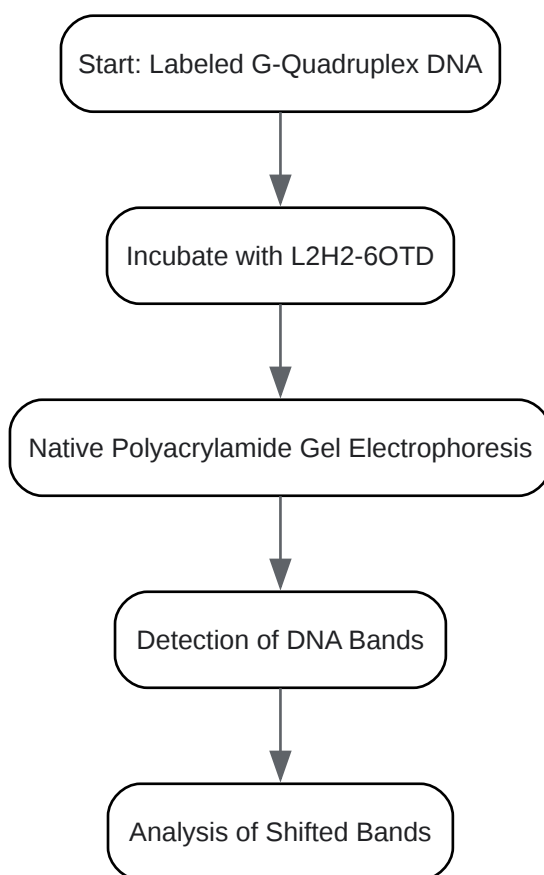 Start: Labeled G-Quadruplex DNA
Incubate with L2H2-6OTD
Native Polyacrylamide Gel Electrophoresis
Detection of DNA Bands
Analysis of Shifted Bands